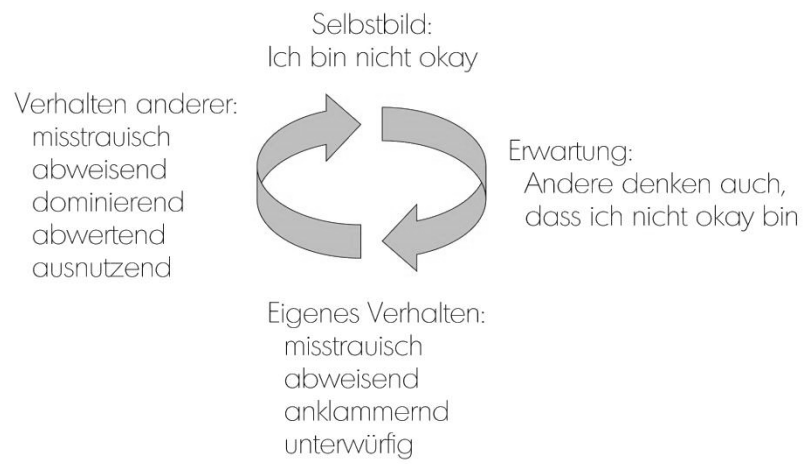 Selbstbild:
Ich bin nicht okay
Erwartung:
Andere denken auch,
dass ich nicht okay bin
Eigenes Verhalten:
misstrauisch
abweisend
anklammernd
unterwürfig
Verhalten anderer:
misstrauisch
abweisend
dominierend
abwertend
ausnutzend